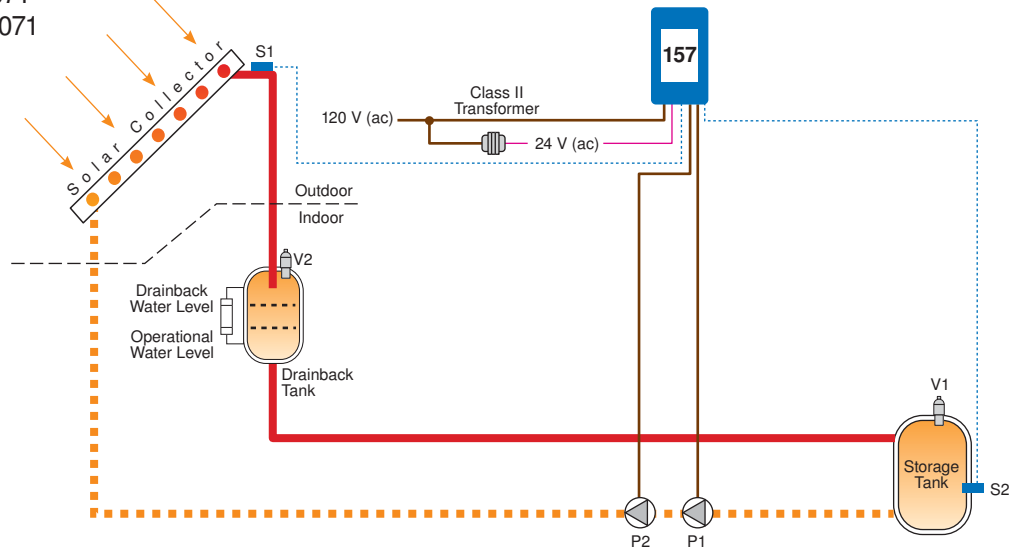 071
Solar Collector
S1
157
Class II
Transformer
120 V (ac)
24 V (ac)
Outdoor
Indoor
V2
Drainback
Water Level
Operational
Water Level
Drainback
Tank
V1
Storage
Tank
S2
P2
P1